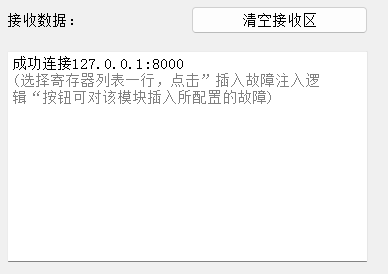 接收数据：
清空接收区
成功连接127.0.0.1:8000
(选择寄存器列表一行，点击”插入故障注入逻
辑“按钮可对该模块插入所配置的故障)